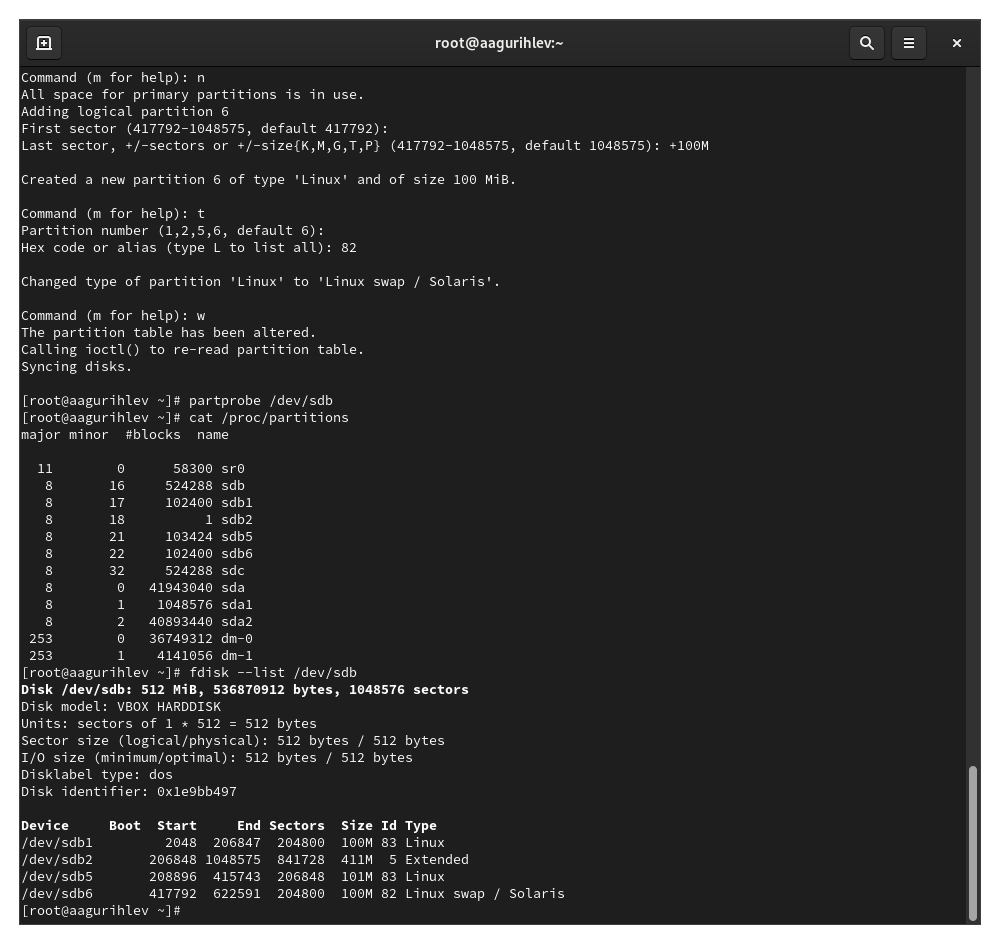 root@aagurihlev:~
Command (m for help): n
All space for primary partitions is in use.
Adding logical partition 6
First sector (417792-1048575, default 417792):
Last sector, +/-sectors or +/-size{K,M,G,T,P} (417792-1048575, default 1048575): +100M

Created a new partition 6 of type 'Linux' and of size 100 MiB.

Command (m for help): t
Partition number (1,2,5,6, default 6):
Hex code or alias (type L to list all): 82

Changed type of partition 'Linux' to 'Linux swap / Solaris'.

Command (m for help): w
The partition table has been altered.
Calling ioctl() to re-read partition table.
Syncing disks.

[root@aagurihlev ~]# partprobe /dev/sdb
[root@aagurihlev ~]# cat /proc/partitions
major minor  #blocks  name

  11        0      58300 sr0
   8       16     524288 sdb
   8       17     102400 sdb1
   8       18          1 sdb2
   8       21     103424 sdb5
   8       22     102400 sdb6
   8       32     524288 sdc
   8        0   41943040 sda
   8        1    1048576 sda1
   8        2   40893440 sda2
 253        0   36749312 dm-0
 253        1    4141056 dm-1
[root@aagurihlev ~]# fdisk --list /dev/sdb
Disk /dev/sdb: 512 MiB, 536870912 bytes, 1048576 sectors
Disk model: VBOX HARDDISK
Units: sectors of 1 * 512 = 512 bytes
Sector size (logical/physical): 512 bytes / 512 bytes
I/O size (minimum/optimal): 512 bytes / 512 bytes
Disklabel type: dos
Disk identifier: 0x1e9bb497

Device     Boot  Start     End Sectors  Size Id Type
/dev/sdb1         2048  206847  204800  100M 83 Linux
/dev/sdb2       206848 1048575  841728  411M  5 Extended
/dev/sdb5       208896  415743  206848  101M 83 Linux
/dev/sdb6       417792  622591  204800  100M 82 Linux swap / Solaris
[root@aagurihlev ~]#